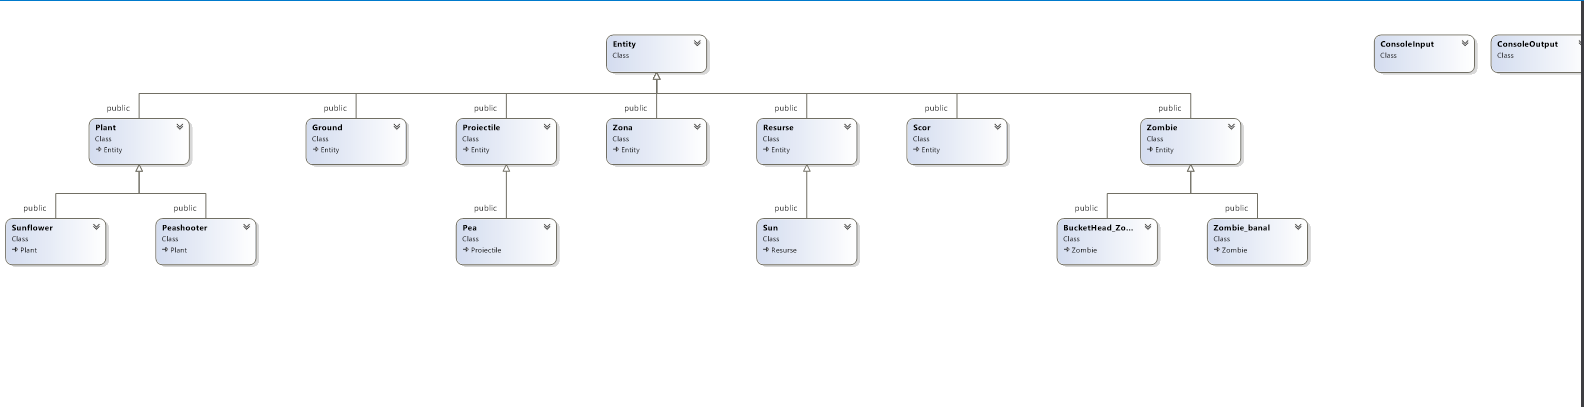 Entity
Class
ConsoleInput
Class
ConsoleOutput
Class
public
public
public
public
public
public
public
Plant
Class
Entity
Ground
Class
Entity
Proiectile
Class
Entity
Zona
Class
Entity
Resurse
Class
Entity
Scor
Class
Entity
Zombie
Class
Entity
public
public
public
public
public
public
Sunflower
Class
Plant
Peashooter
Class
Plant
Pea
Class
Proiectile
Sun
Class
Resurse
BucketHead_Zo...
Class
Zombie
Zombie_banal
Class
Zombie